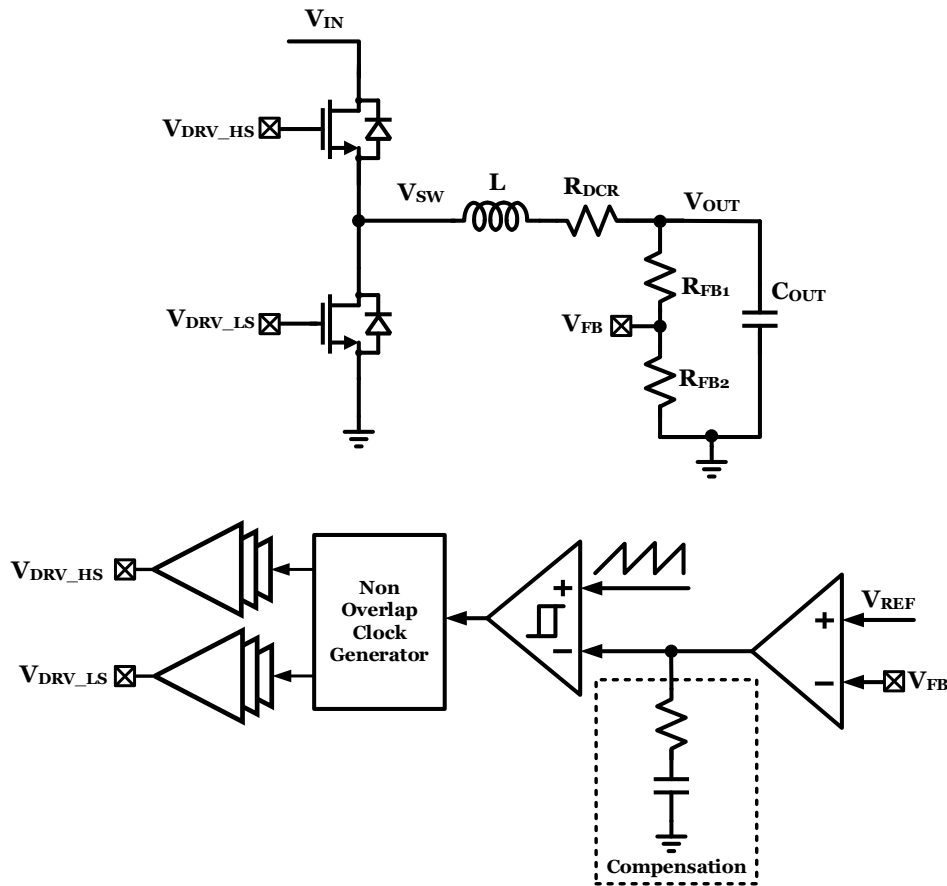 VIN
VDRV_HS
VSW
L
RDCR
VOUT
RFB1
COUT
VDRV_LS
VFB
RFB2
VDRV_HS
Non
Overlap
Clock
Generator
+
−
+
−
VREF
VFB
VDRV_LS
Compensation